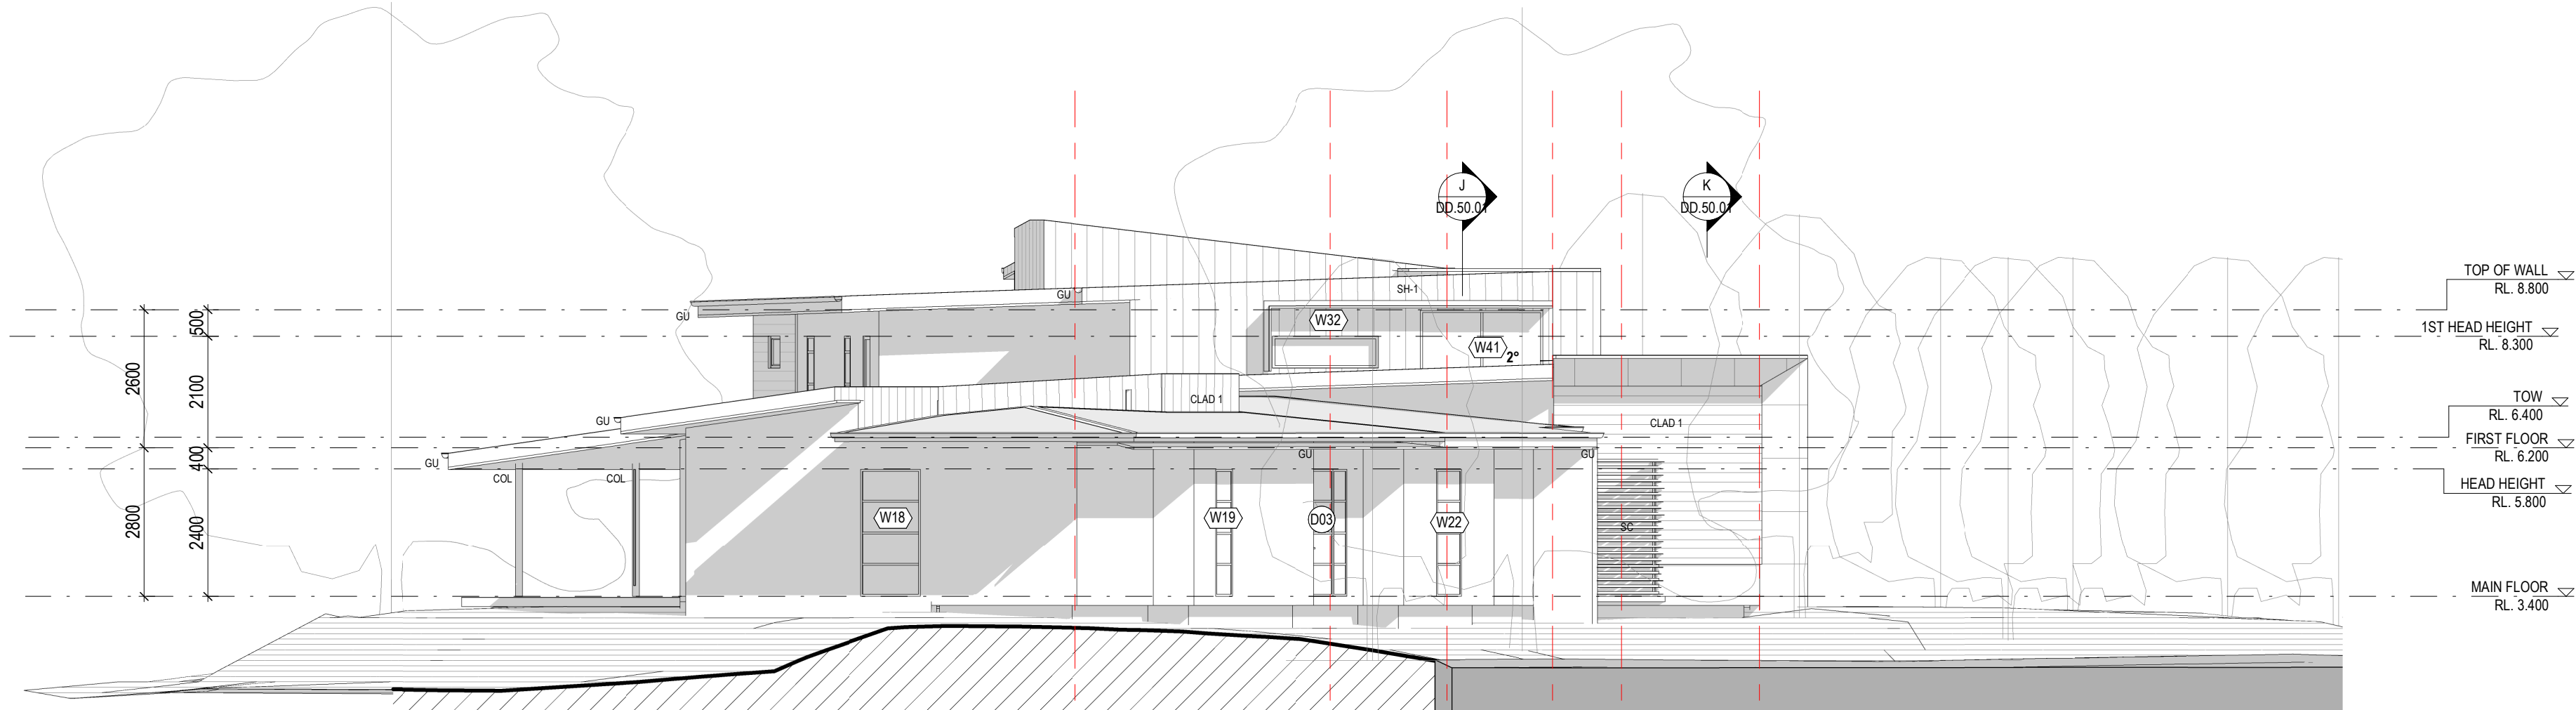 J
DD.50.01
K
DD.50.01
TOP OF WALL
RL. 8.800
GU
SH-1
GU
500
W32
1ST HEAD HEIGHT
RL. 8.300
W41
2°
2600
2100
CLAD 1
TOW
RL. 6.400
GU
CLAD 1
FIRST FLOOR
RL. 6.200
GU
GU
GU
400
COL
COL
HEAD HEIGHT
RL. 5.800
2800
2400
W18
W19
D03
W22
SC
MAIN FLOOR
RL. 3.400